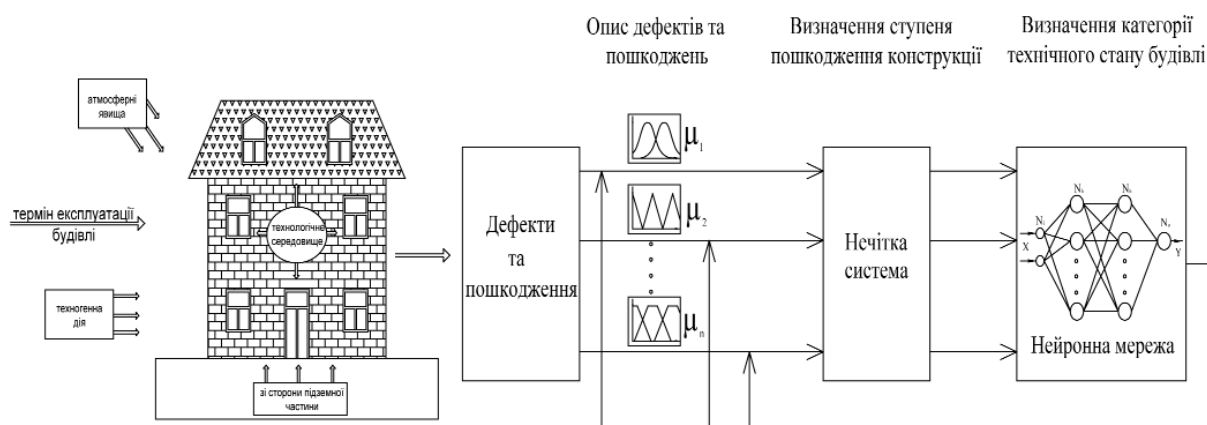 Опис дефектів та
пошкоджень
Визначення ступеня
пошкодження конструкції
Визначення категорії
технічного стану будівлі
атмосферні
явища
термін експлуатації
будівлі
техногенна
дія
технологічне
середовище
зі сторони підземної
частини
Дефекти
та
пошкодження
μ₁
μ₂
μₙ
Нечітка
система
X
Y
Нейронна мережа